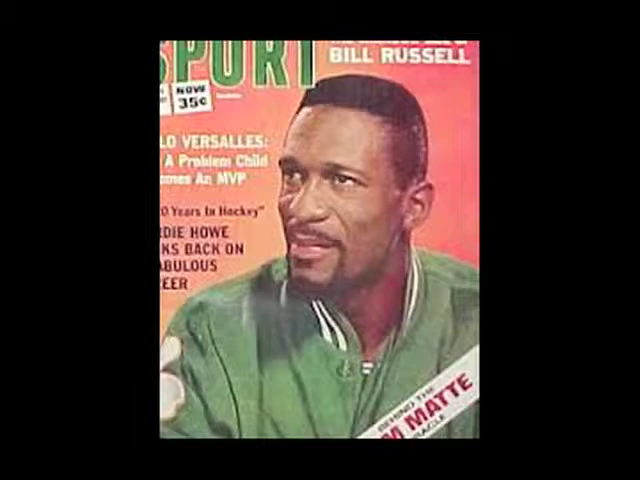 SPORT
BILL RUSSELL
NOW
35¢
LO VERSALLES:
A Problem Child
omes An MVP
0 Years In Hockey"
RDIE HOWE
KS BACK ON
ABULOUS
EER
BEHIND THE
M MATTE
RACLE